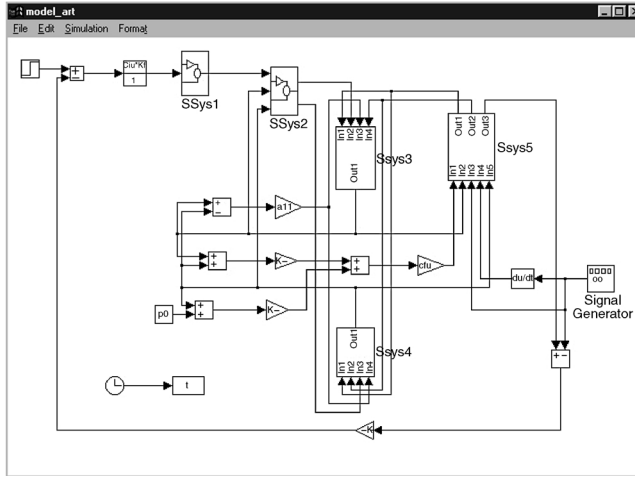 model_art
File Edit Simulation Format
1
SSys1
SSys2
In1 In2 In3 In4
Out1
Ssys3
Out1 Out2 Out3
In1 In2 In3 In4 In5
Ssys5
+
−
a11
+
+
K−
+
+
cfu
du/dt
Signal
Generator
p0
+
+
K−
Out1
In1 In2 In3 In4
Ssys4
+ −
t
−K